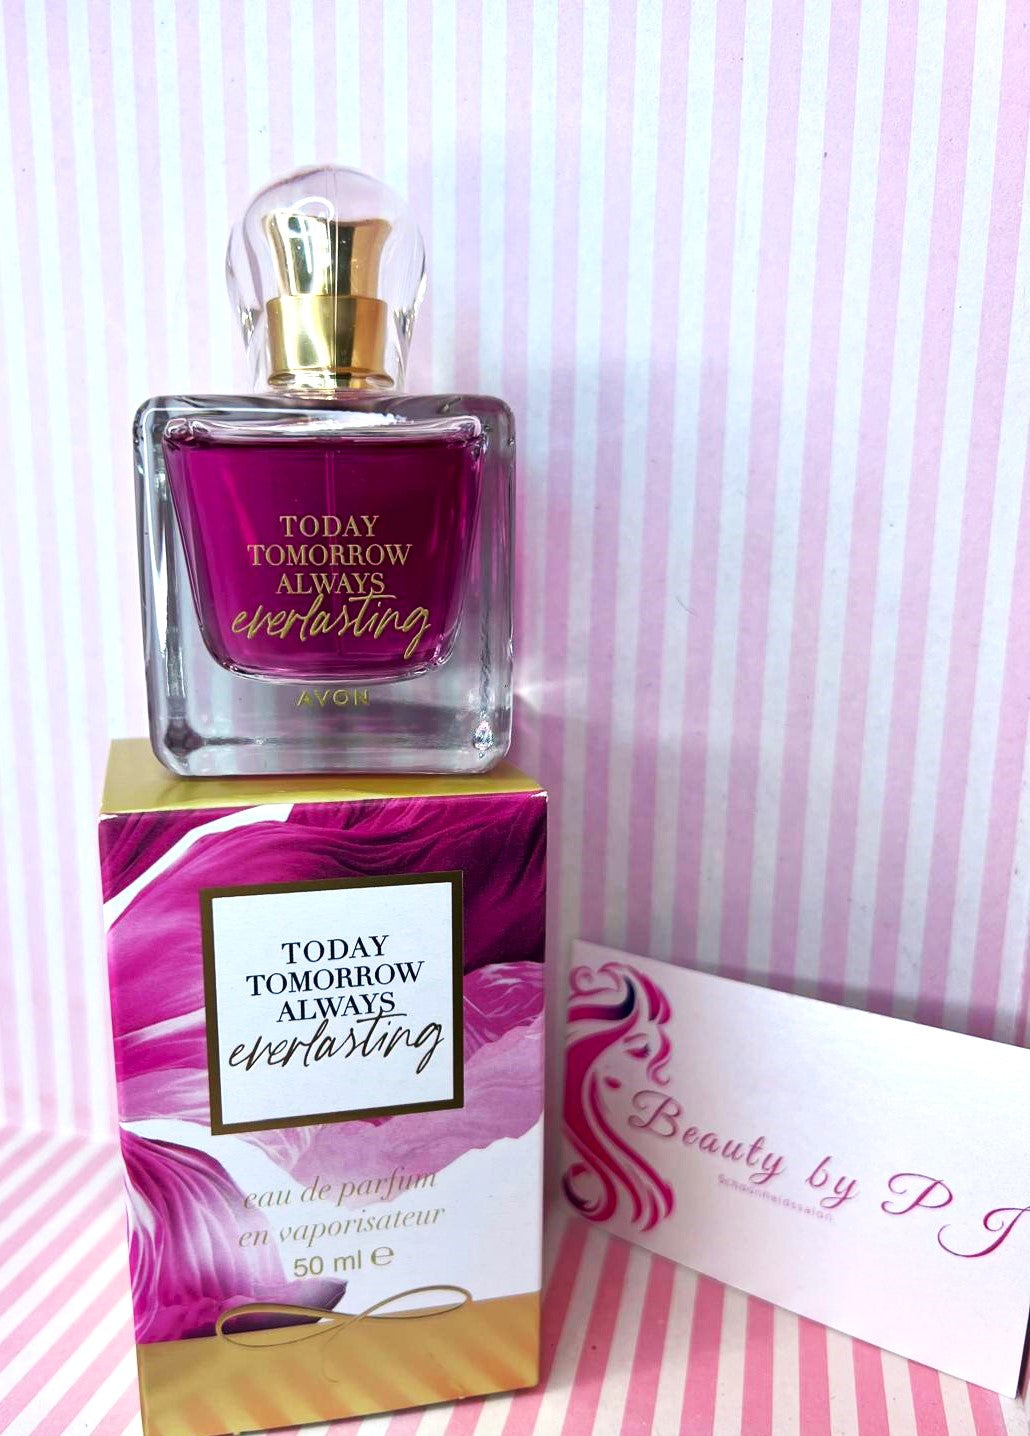 TODAY
TOMORROW
ALWAYS
everlasting
AVON
TODAY
TOMORROW
ALWAYS
everlasting
eau de parfum
en vaporisateur
50 ml ℮
Beauty by PJ
Schoonheidssalon